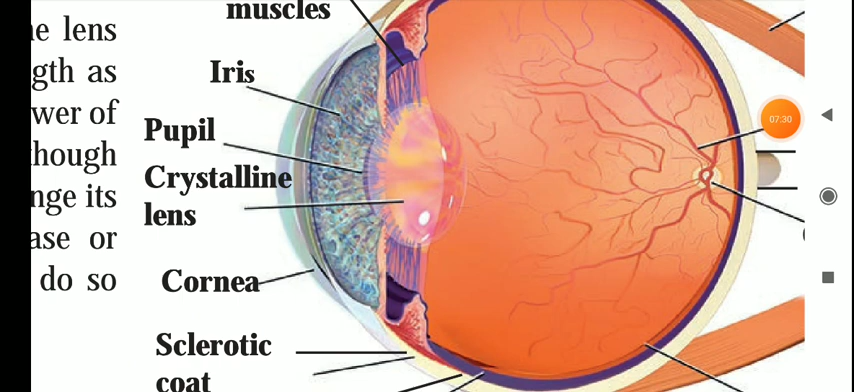 muscles
lens
gth as
Iris
wer of
Pupil
though
Crystalline
nge its
lens
ase or
do so
Cornea
Sclerotic
coat
07:30